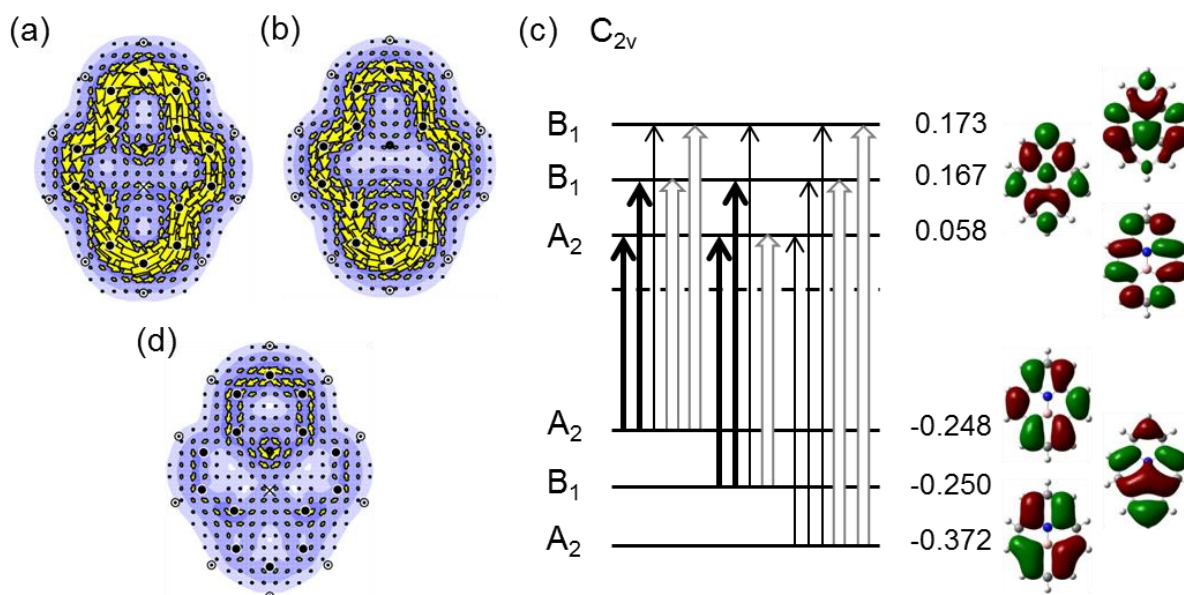 (a)
(b)
(c)
C2v
B1 0.173
B1 0.167
A2 0.058
(d)
A2 -0.248
B1 -0.250
A2 -0.372